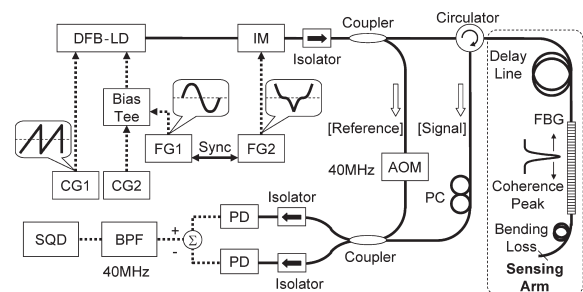 DFB-LD
IM
Isolator
Coupler
Circulator
Delay
Line
Bias
Tee
FG1
Sync
FG2
CG1
CG2
[Reference]
[Signal]
40MHz
AOM
PC
FBG
Coherence
Peak
Bending
Loss
Sensing
Arm
Isolator
PD
SQD
BPF
40MHz
+
Σ
-
PD
Isolator
Coupler